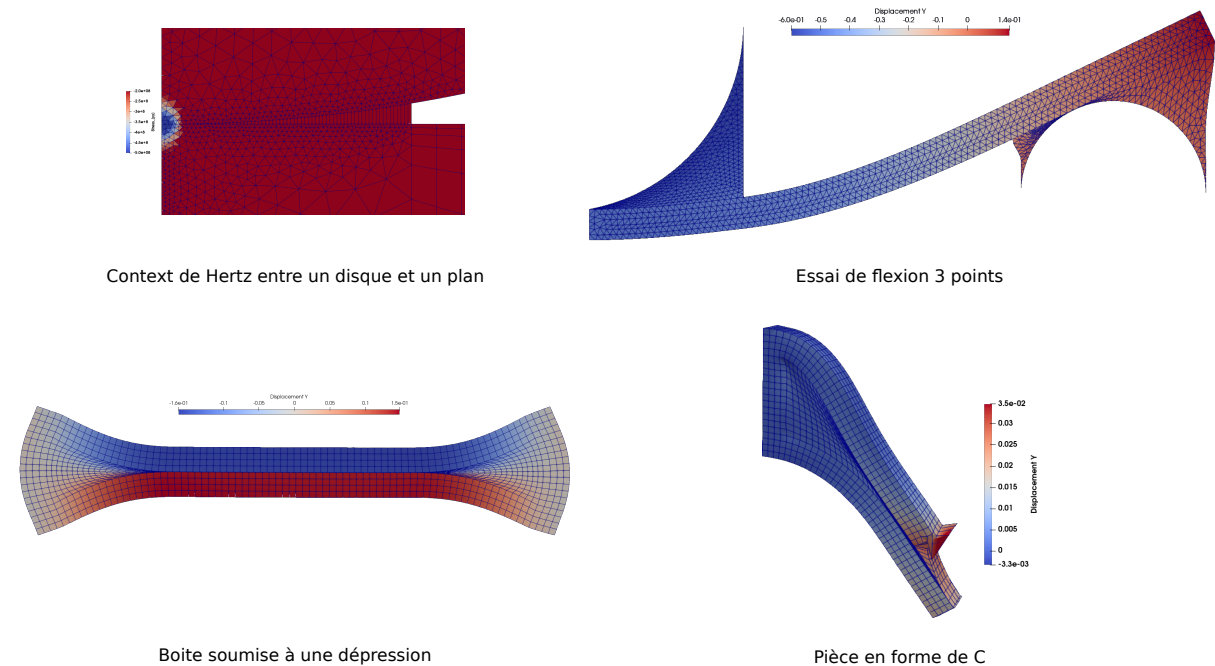 Displacement Y
-6.0e-01 -0.5 -0.4 -0.3 -0.2 -0.1 0 1.4e-01
Context de Hertz entre un disque et un plan
Essai de flexion 3 points
Displacement Y
-1.6e-01 -0.1 -0.05 0 0.05 0.1 1.5e-01
3.5e-02
0.03
0.025
0.02
0.015
0.01
0.005
0
-3.3e-03
Displacement Y
Boite soumise à une dépression
Pièce en forme de C